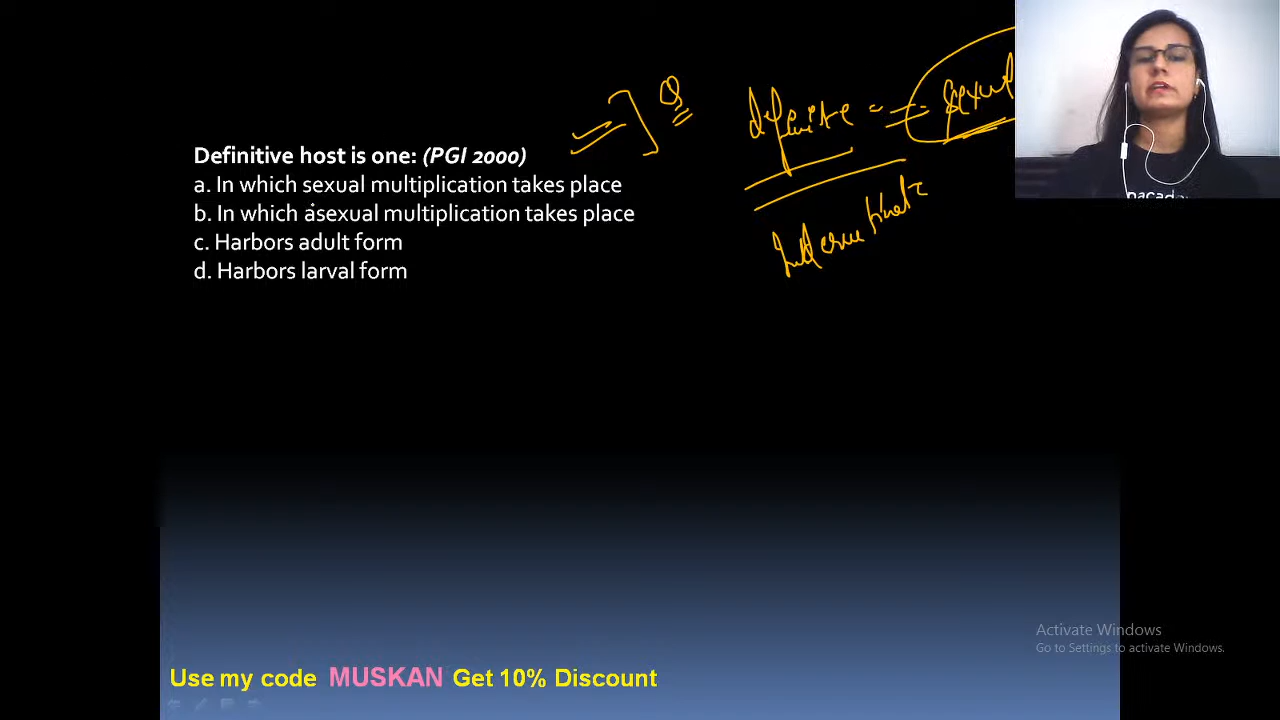 definite = sexual
Definitive host is one: (PGI 2000)
a. In which sexual multiplication takes place
b. In which asexual multiplication takes place
c. Harbors adult form
d. Harbors larval form
Activate Windows
Go to Settings to activate Windows.
Use my code MUSKAN Get 10% Discount